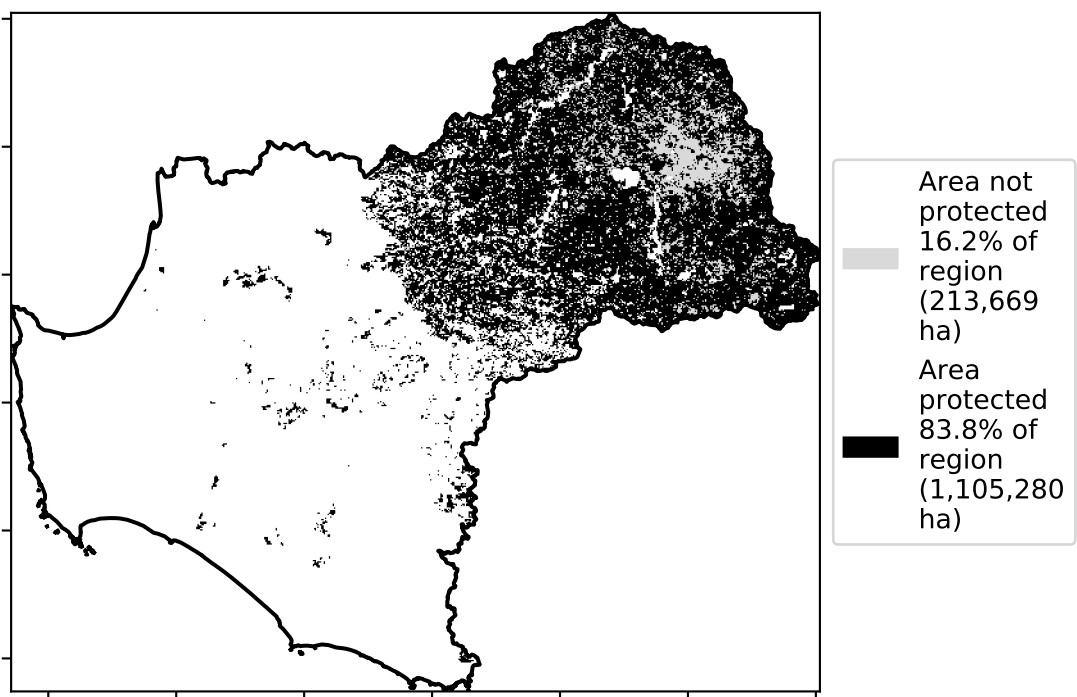 Area not
protected
16.2% of
region
(213,669
ha)
Area
protected
83.8% of
region
(1,105,280
ha)